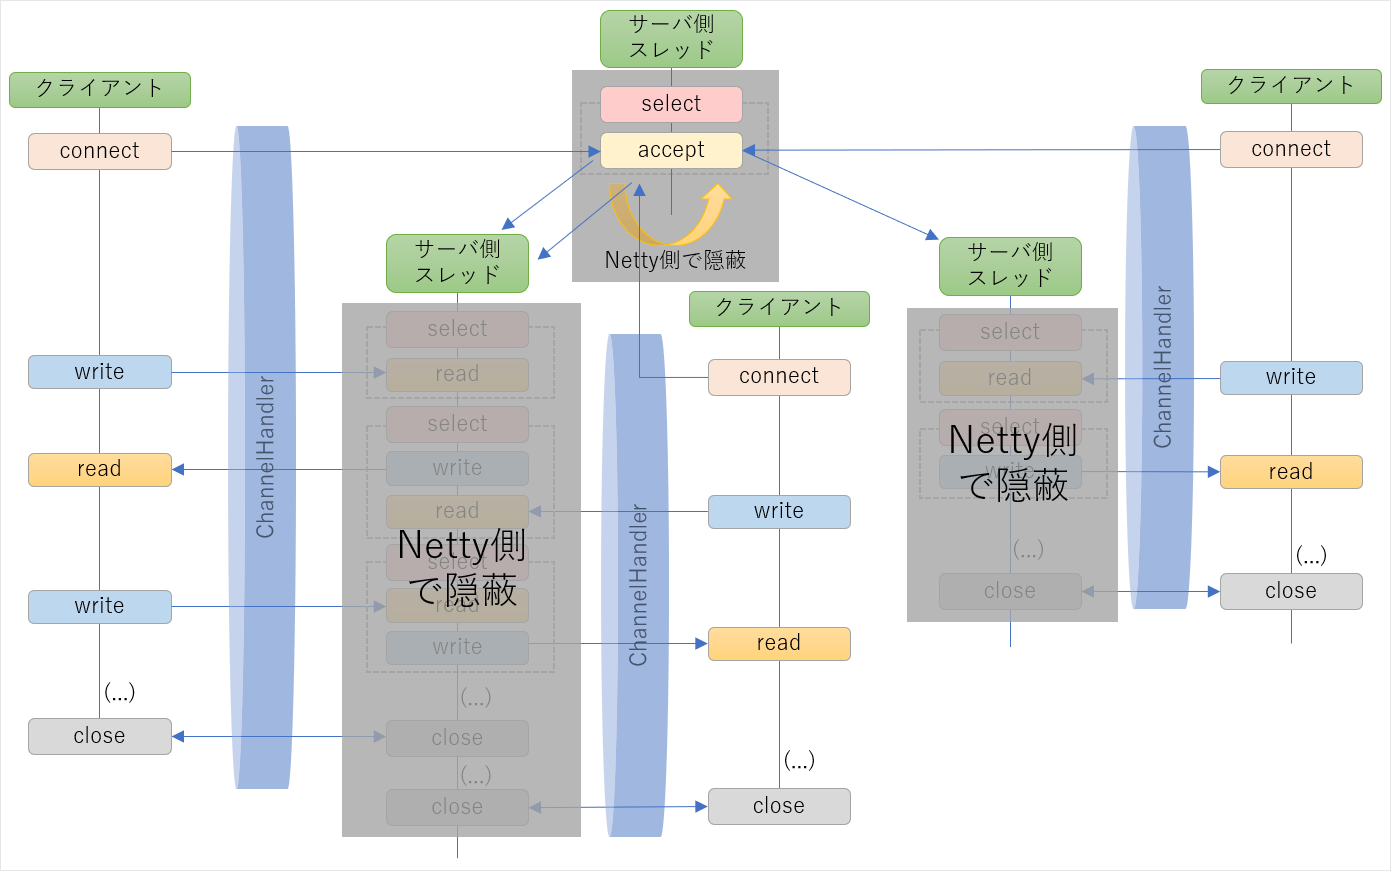 サーバ側
スレッド
select
accept
Netty側で隠蔽
クライアント
connect
write
read
write
(...)
close
ChannelHandler
サーバ側
スレッド
select
read
select
write
read
select
read
write
Netty側
で隠蔽
(...)
close
(...)
close
ChannelHandler
クライアント
connect
write
read
(...)
close
サーバ側
スレッド
select
read
select
write
Netty側
で隠蔽
(...)
close
ChannelHandler
クライアント
connect
write
read
(...)
close